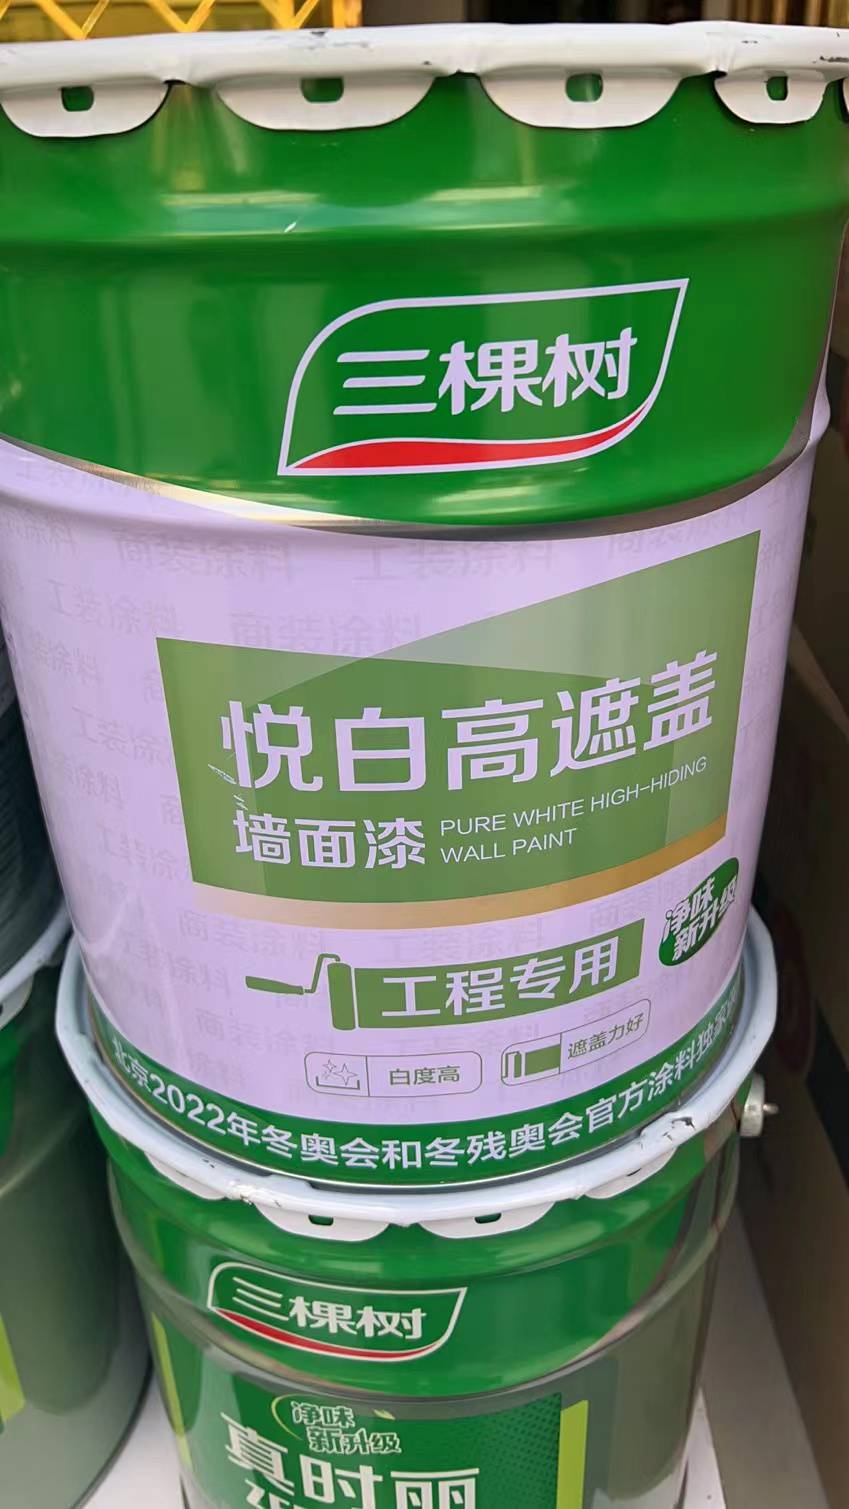 三棵树
悦白高遮盖
墙面漆
PURE WHITE HIGH-HIDING
WALL PAINT
净味
新升级
工程专用
白度高
遮盖力好
北京2022年冬奥会和冬残奥会官方涂料独家
三棵树
净味
新升级
真时丽